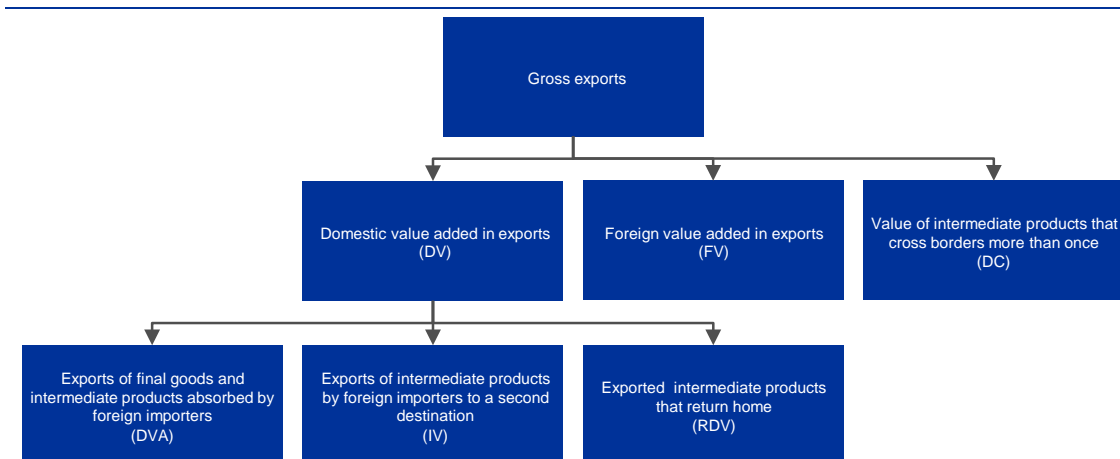 Gross exports
Domestic value added in exports
(DV)
Foreign value added in exports
(FV)
Value of intermediate products that
cross borders more than once
(DC)
Exports of final goods and
intermediate products absorbed by
foreign importers
(DVA)
Exports of intermediate products
by foreign importers to a second
destination
(IV)
Exported intermediate products
that return home
(RDV)